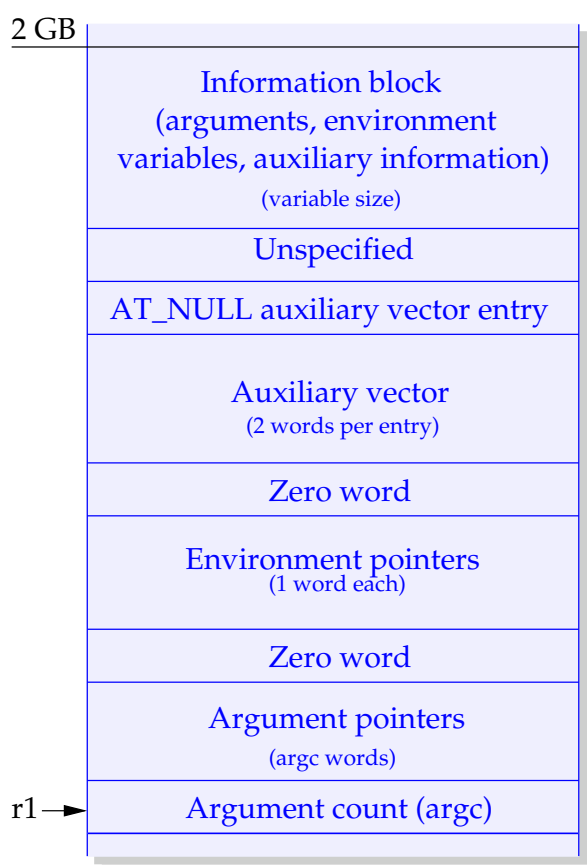 2 GB
Information block
(arguments, environment
variables, auxiliary information)
(variable size)
Unspecified
AT_NULL auxiliary vector entry
Auxiliary vector
(2 words per entry)
Zero word
Environment pointers
(1 word each)
Zero word
Argument pointers
(argc words)
r1 Argument count (argc)